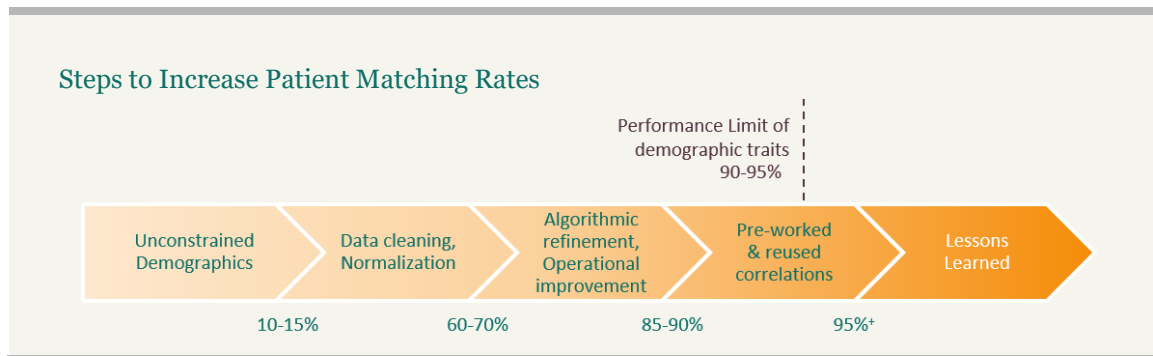 Steps to Increase Patient Matching Rates
Performance Limit of
demographic traits
90-95%
Unconstrained
Demographics
Data cleaning,
Normalization
Algorithmic
refinement,
Operational
improvement
Pre-worked
& reused
correlations
Lessons
Learned
10-15%
60-70%
85-90%
95%⁺